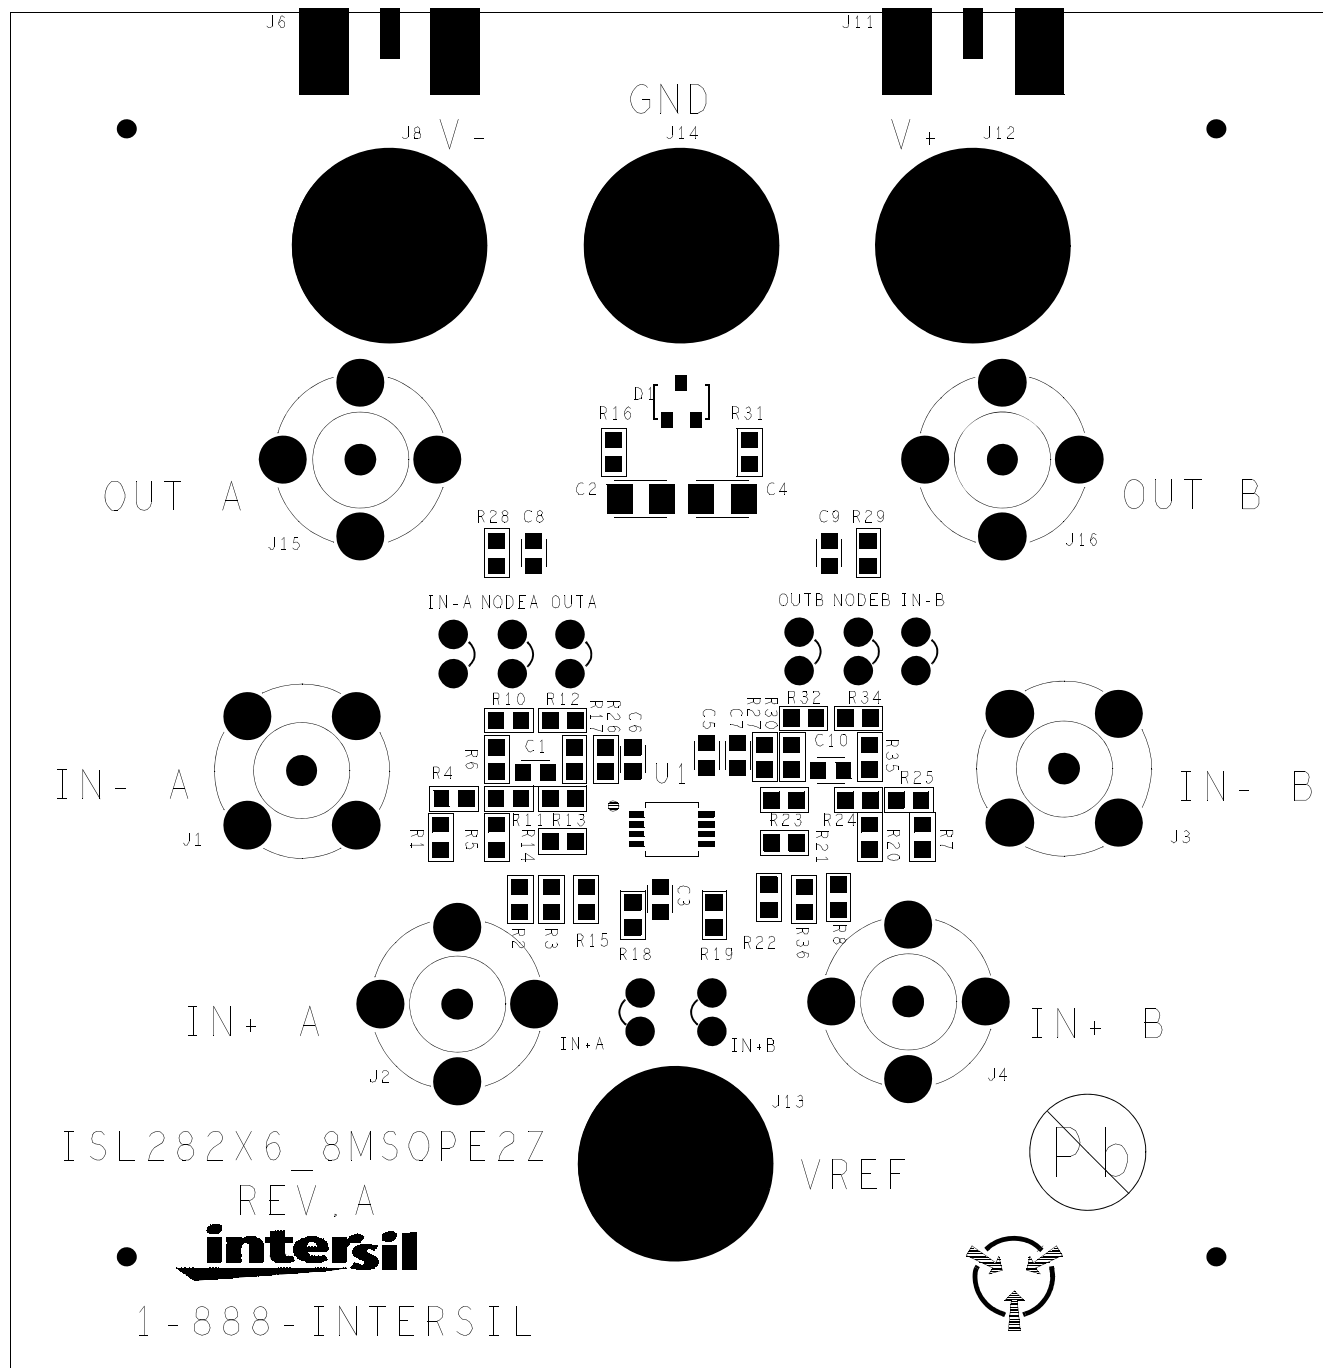 J6
J11
GND
J8 V- J14 V+ J12
D1
R16 R31
C2 C4
OUT A OUT B
R28 C8 C9 R29
J15 J16
IN-A NODEA OUTA OUTB NODEB IN-B
R10 R12 R17 R26 C6 C5 C7 R27 R30 R32 R34
R6 C1 U1 C10 R35
IN- A R4 R25 IN- B
R11 R13 R23 R24
J1 R1 R5 R14 R21 R20 R7 J3
C3
R2 R3 R15 R18 R19 R22 R36 R8
IN+ A IN+ B
IN+A IN+B
J2 J4
J13
ISL282X6_8MSOPE2Z
VREF
Pb
REV.A
intersil
1-888-INTERSIL